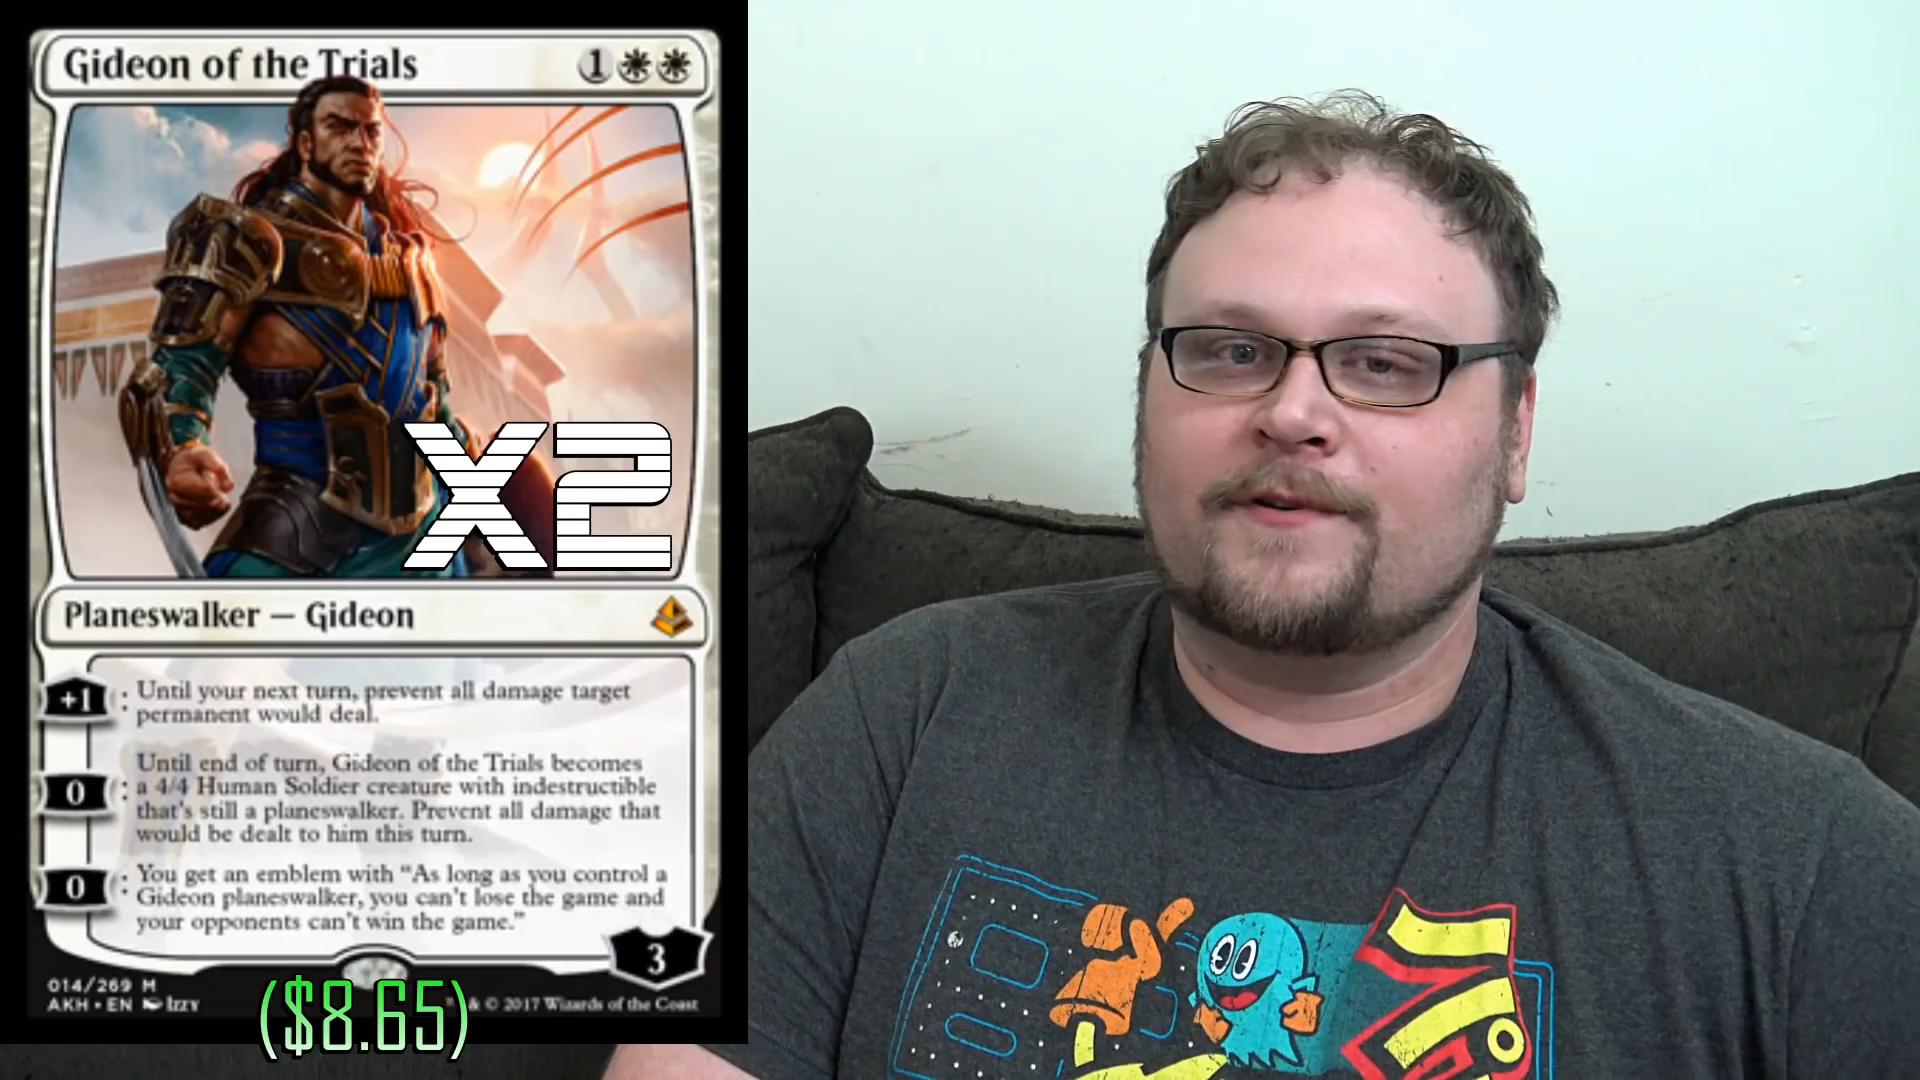 Gideon of the Trials 1
X2
Planeswalker — Gideon
+1 : Until your next turn, prevent all damage target
permanent would deal.
0 : Until end of turn, Gideon of the Trials becomes
a 4/4 Human Soldier creature with indestructible
that's still a planeswalker. Prevent all damage that
would be dealt to him this turn.
0 : You get an emblem with “As long as you control a
Gideon planeswalker, you can't lose the game and
your opponents can't win the game.”
3
014/269 M
AKH • EN Izzy
& © 2017 Wizards of the Coast
($8.65)